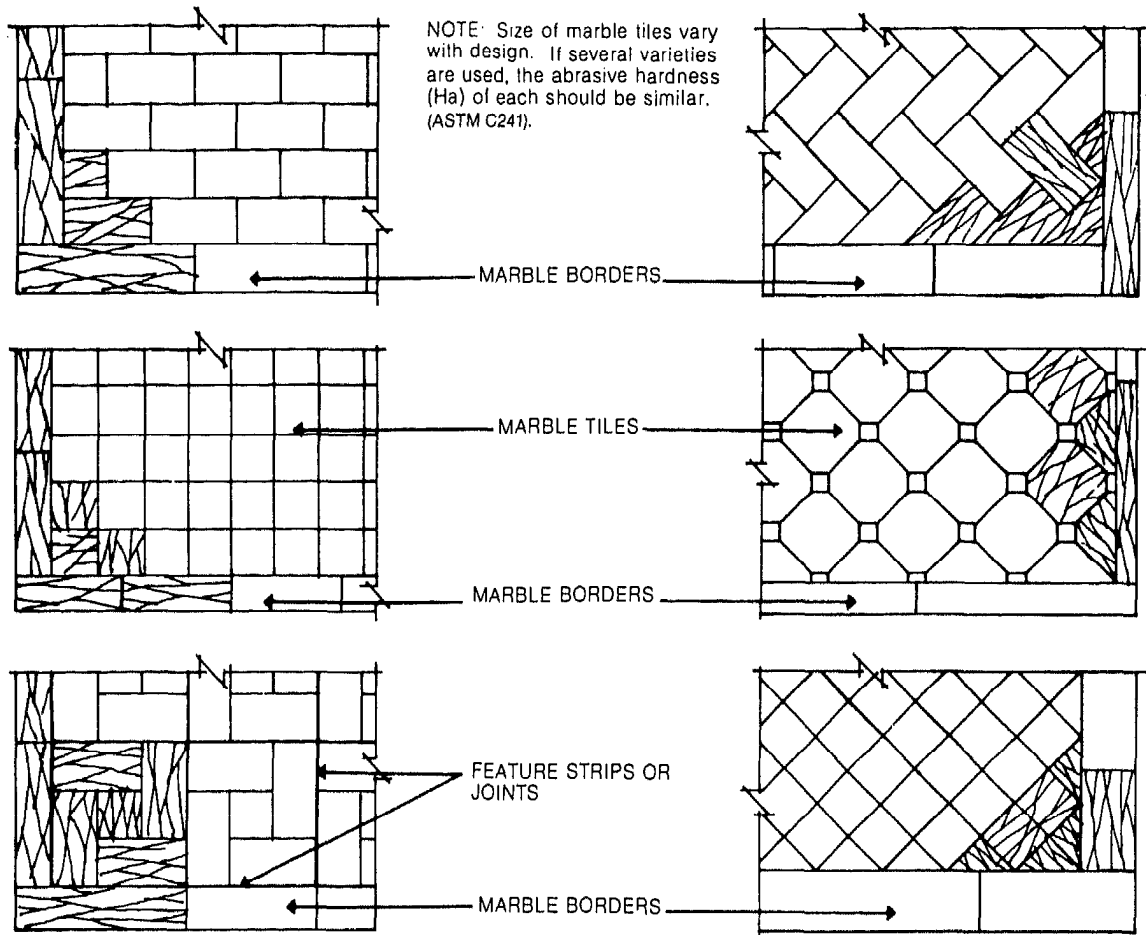 NOTE: Size of marble tiles vary
with design. If several varieties
are used, the abrasive hardness
(Ha) of each should be similar.
(ASTM C241).
MARBLE BORDERS
MARBLE TILES
MARBLE BORDERS
FEATURE STRIPS OR
JOINTS
MARBLE BORDERS